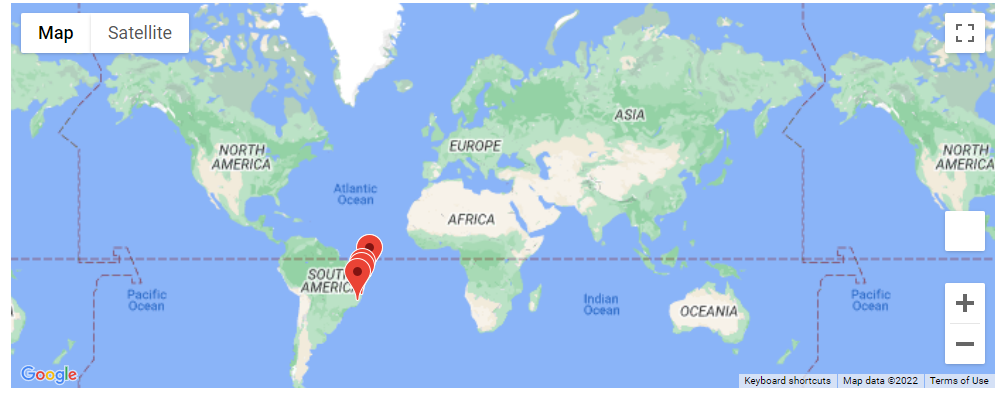 Map
Satellite
NORTH
AMERICA
EUROPE
ASIA
NORTH
AMERICA
Atlantic
Ocean
AFRICA
SOUT
AMERICA
Pacific
Ocean
Indian
Ocean
OCEANIA
Pacific
Ocean
Google
Keyboard shortcuts
Map data ©2022
Terms of Use